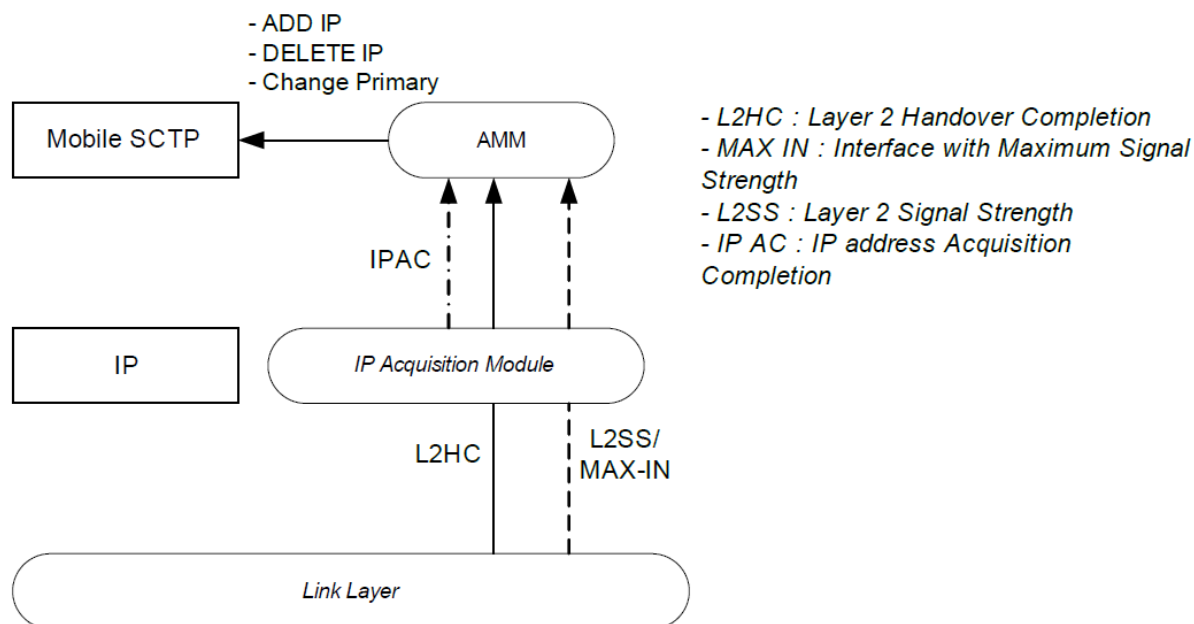 - ADD IP
- DELETE IP
- Change Primary
Mobile SCTP
AMM
- L2HC : Layer 2 Handover Completion
- MAX IN : Interface with Maximum Signal
Strength
- L2SS : Layer 2 Signal Strength
- IP AC : IP address Acquisition
Completion
IPAC
IP
IP Acquisition Module
L2HC
L2SS/
MAX-IN
Link Layer